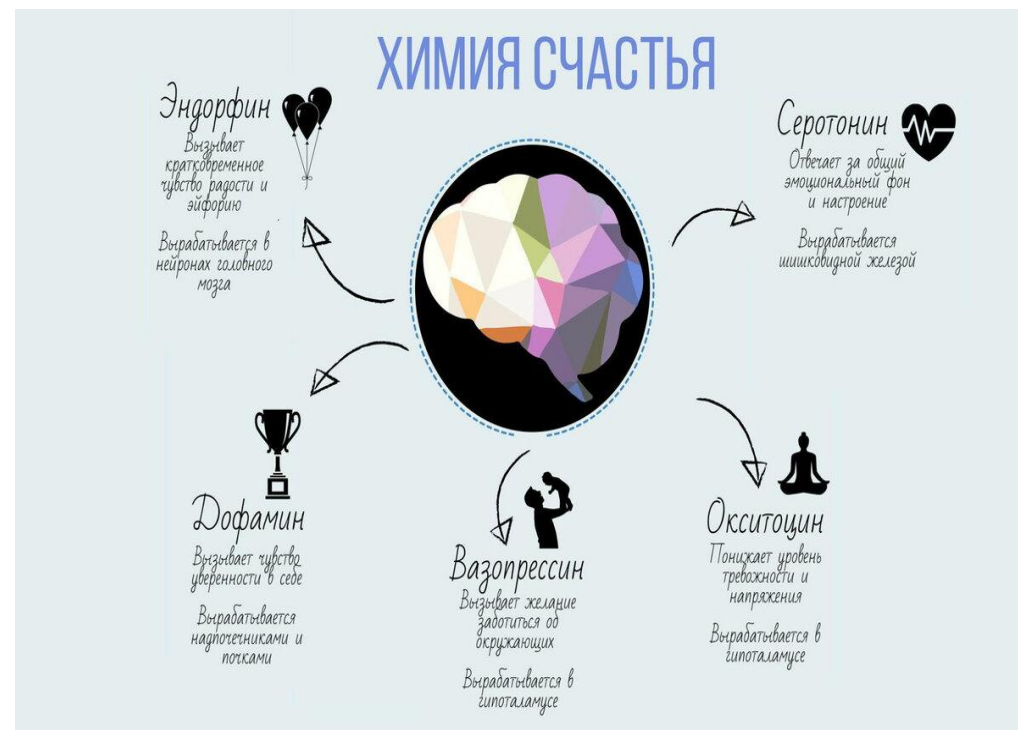 ХИМИЯ СЧАСТЬЯ
Эндорфин
Вызывает
кратковременное
чувство радости и
эйфорию
Вырабатывается в
нейронах головного
мозга
Серотонин
Отвечает за общий
эмоциональный фон
и настроение
Вырабатывается
шишковидной железой
Дофамин
Вызывает чувство
уверенности в себе
Вырабатывается
надпочечниками и
почками
Вазопрессин
Вызывает желание
заботиться об
окружающих
Вырабатывается в
гипоталамусе
Окситоцин
Понижает уровень
тревожности и
напряжения
Вырабатывается в
гипоталамусе